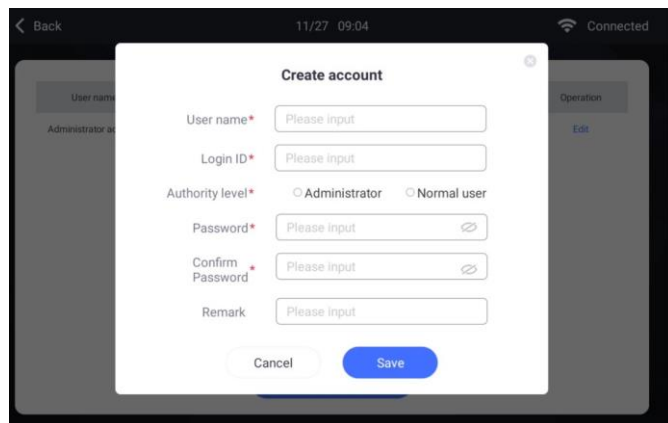 Back 11/27 09:04 Connected
Create account
User name Operation
User name* Please input
Administrator ac Edit
Login ID* Please input
Authority level* Administrator Normal user
Password* Please input
Confirm Password* Please input
Remark Please input
Cancel Save